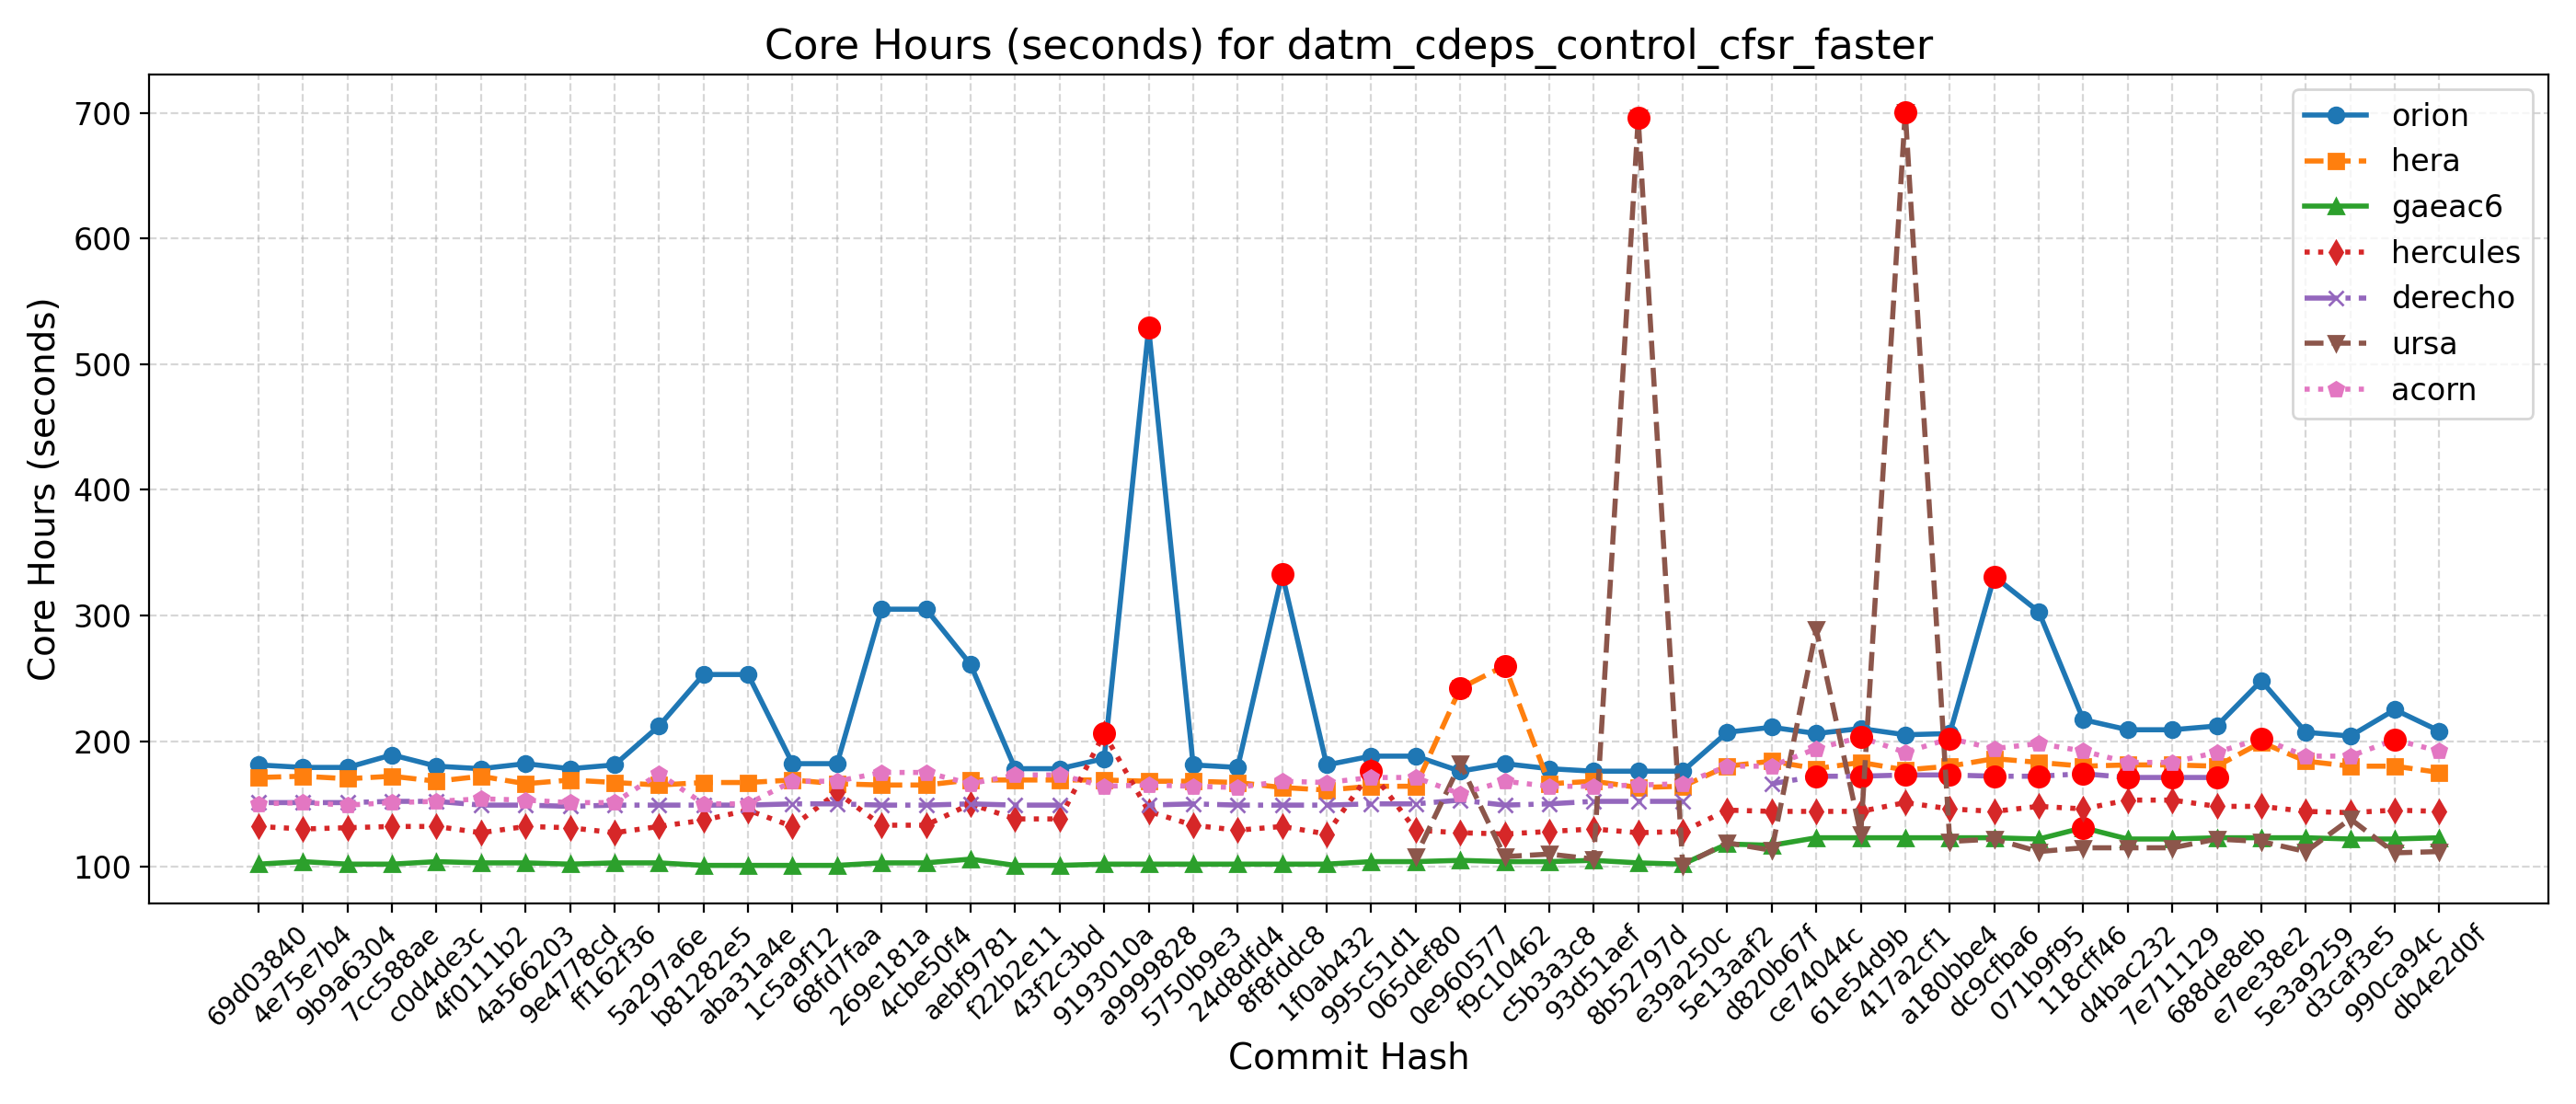 Core Hours (seconds) for datm_cdeps_control_cfsr_faster
Core Hours (seconds)
700
600
500
400
300
200
100
orion
hera
gaeac6
hercules
derecho
ursa
acorn
69d03840
4e75e7b4
9b9a6304
7cc588ae
c0d4de3c
4f0111b2
4a566203
9e4778cd
ff162f36
5a297a6e
b81282e5
aba31a4e
1c5a9f12
68fd7faa
269e181a
4cbe50f4
aebf9781
f22b2e11
43f2c3bd
9193010a
a9999828
5750b9e3
24d8dfd4
8f8fddc8
1f0ab432
995c51d1
065def80
0e960577
f9c10462
c5b3a3c8
93d51aef
8b52797d
e39a250c
5e13aaf2
d820b67f
ce74044c
61e54d9b
417a2cf1
a180bbe4
dc9cfba6
071b9f95
118cff46
d4bac232
7e711129
688de8eb
e7ee38e2
5e3a9259
d3caf3e5
990ca94c
db4e2d0f
Commit Hash